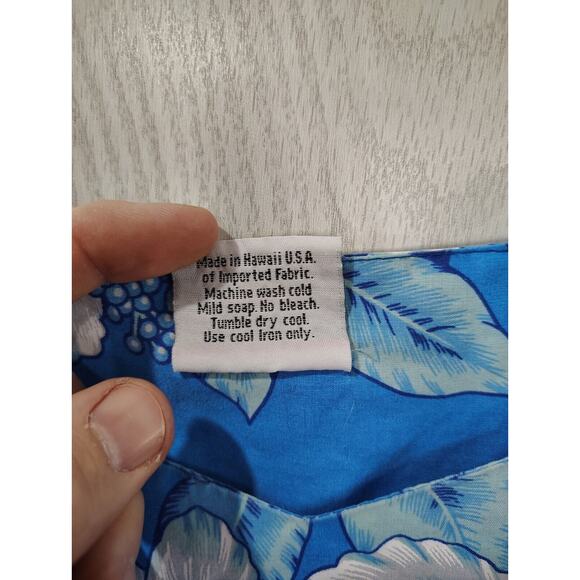 Made in Hawaii U.S.A.
of Imported Fabric.
Machine wash cold
Mild soap. No bleach.
Tumble dry cool.
Use cool Iron only.